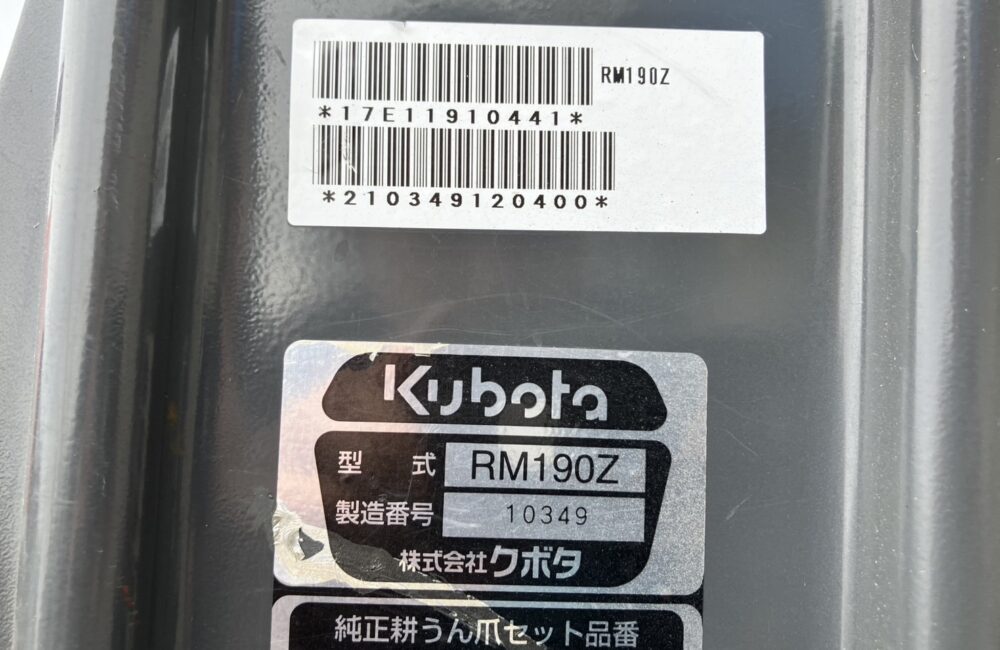 RM190Z
*17E11910441*
*210349120400*
Kubota
型 式 RM190Z
製造番号 10349
株式会社クボタ
純正耕うん爪セット品番